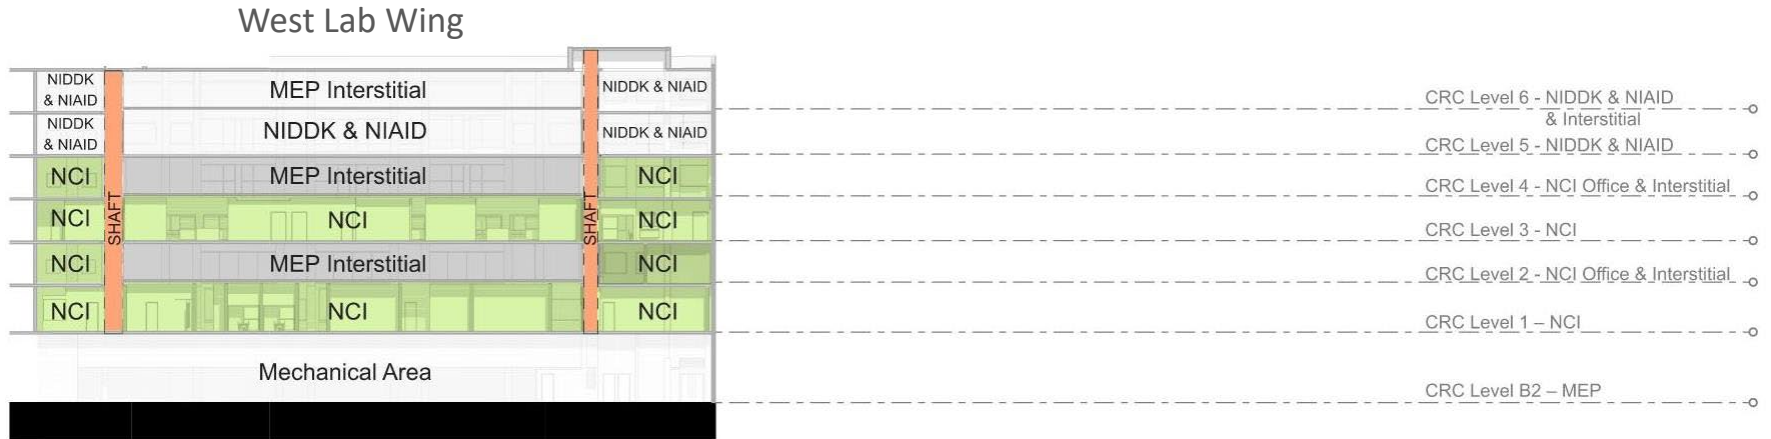 West Lab Wing
NIDDK
& NIAID
MEP Interstitial
NIDDK & NIAID
CRC Level 6 - NIDDK & NIAID
& Interstitial
NIDDK
& NIAID
NIDDK & NIAID
NIDDK & NIAID
CRC Level 5 - NIDDK & NIAID
NCI
MEP Interstitial
NCI
CRC Level 4 - NCI Office & Interstitial
SHAFT
SHAFT
NCI
NCI
NCI
CRC Level 3 - NCI
NCI
MEP Interstitial
NCI
CRC Level 2 - NCI Office & Interstitial
NCI
NCI
NCI
CRC Level 1 – NCI
Mechanical Area
CRC Level B2 – MEP